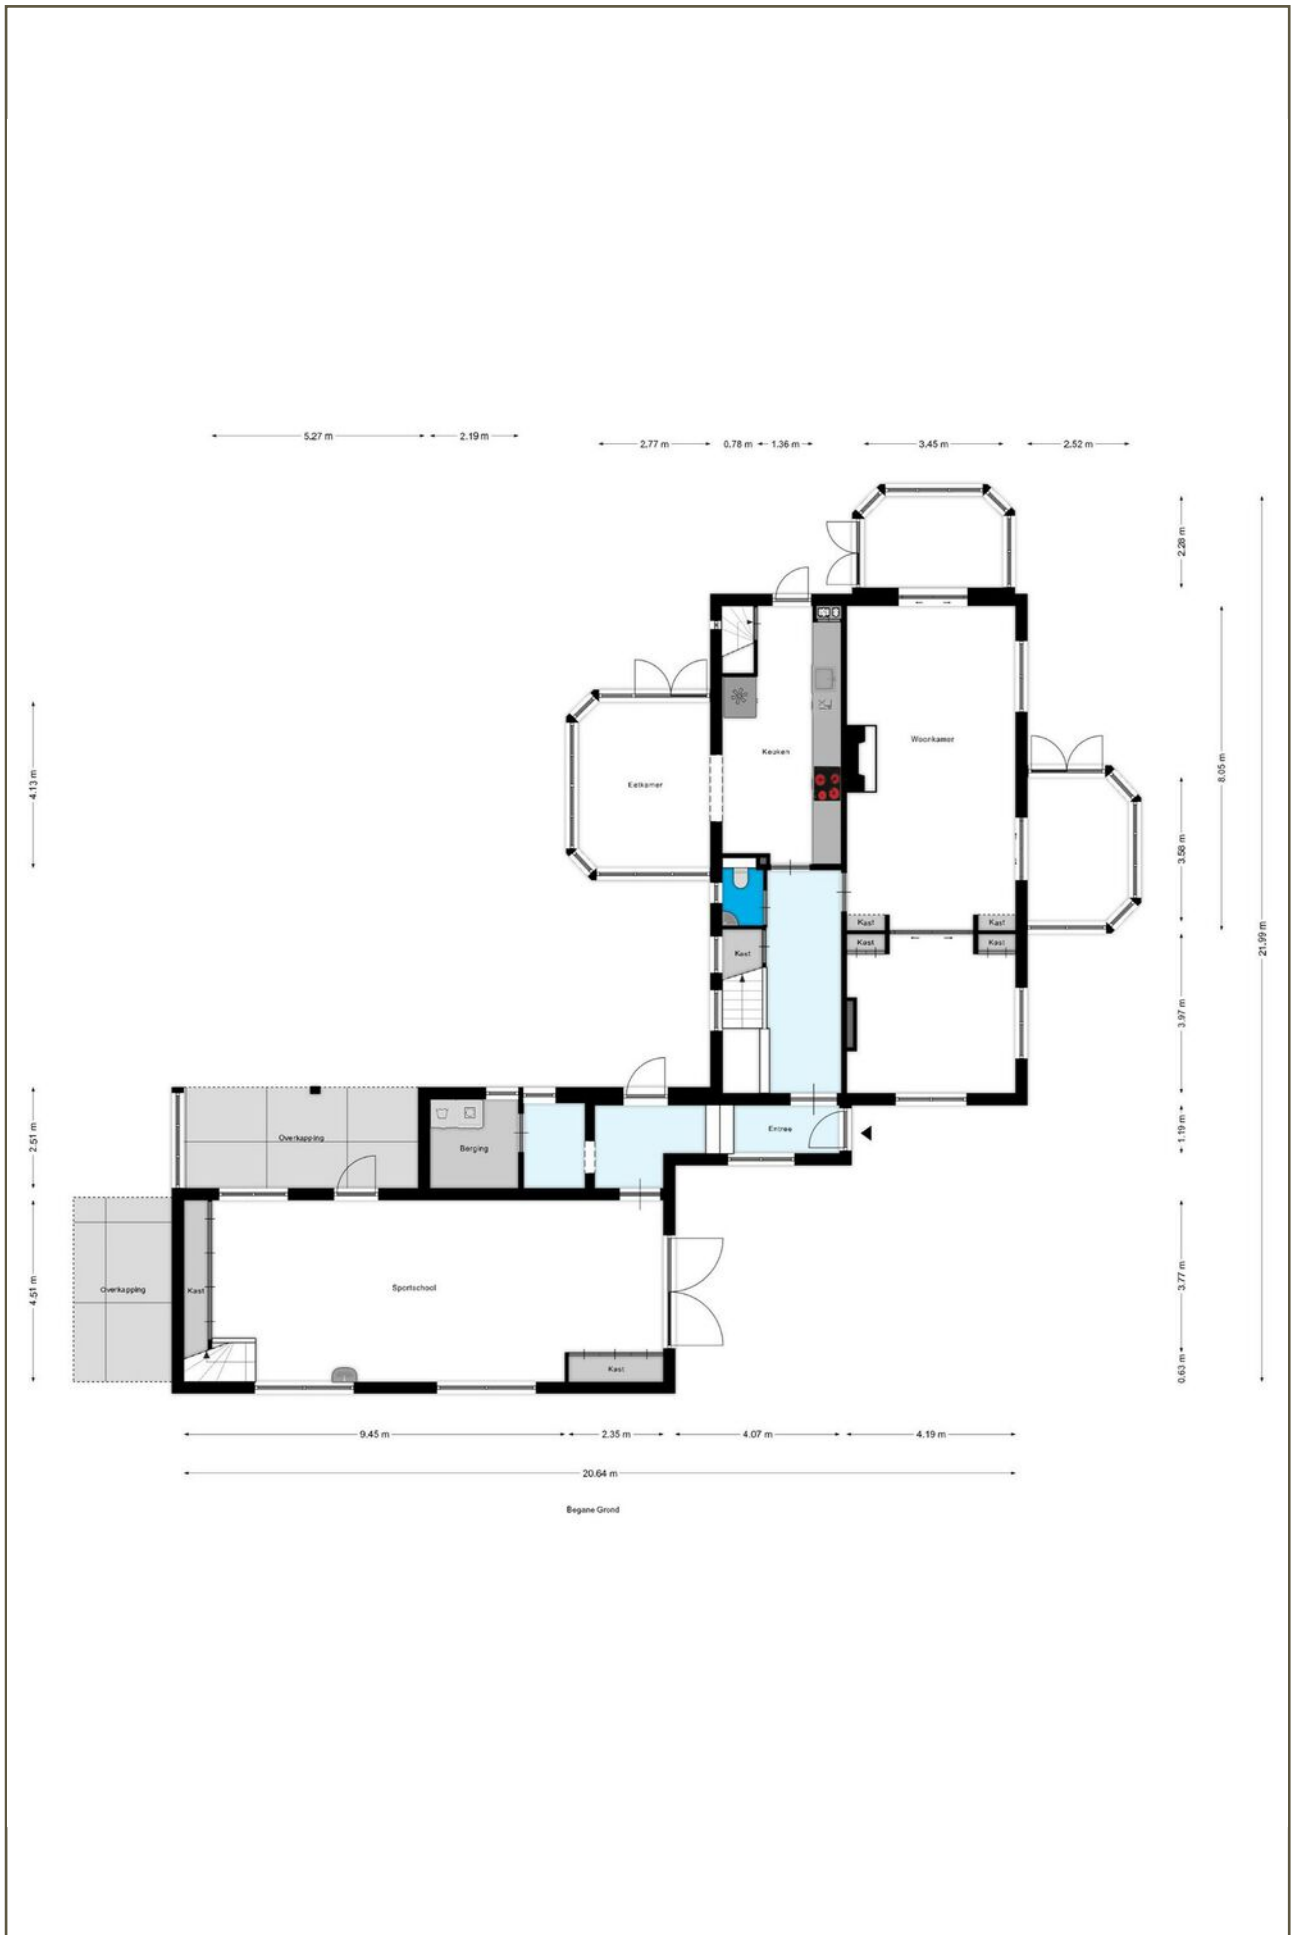 5.27 m
2.19 m
2.77 m
0.78 m
1.36 m
3.45 m
2.52 m
2.28 m
4.13 m
8.05 m
3.58 m
21.99 m
3.97 m
2.51 m
1.19 m
4.51 m
3.77 m
0.63 m
Keuken
Woonkamer
Eetkamer
Kast
Kast
Kast
Kast
Kast
Entree
Overkapping
Berging
Overkapping
Kast
Sportschool
Kast
9.45 m
2.35 m
4.07 m
4.19 m
20.64 m
Begane Grond